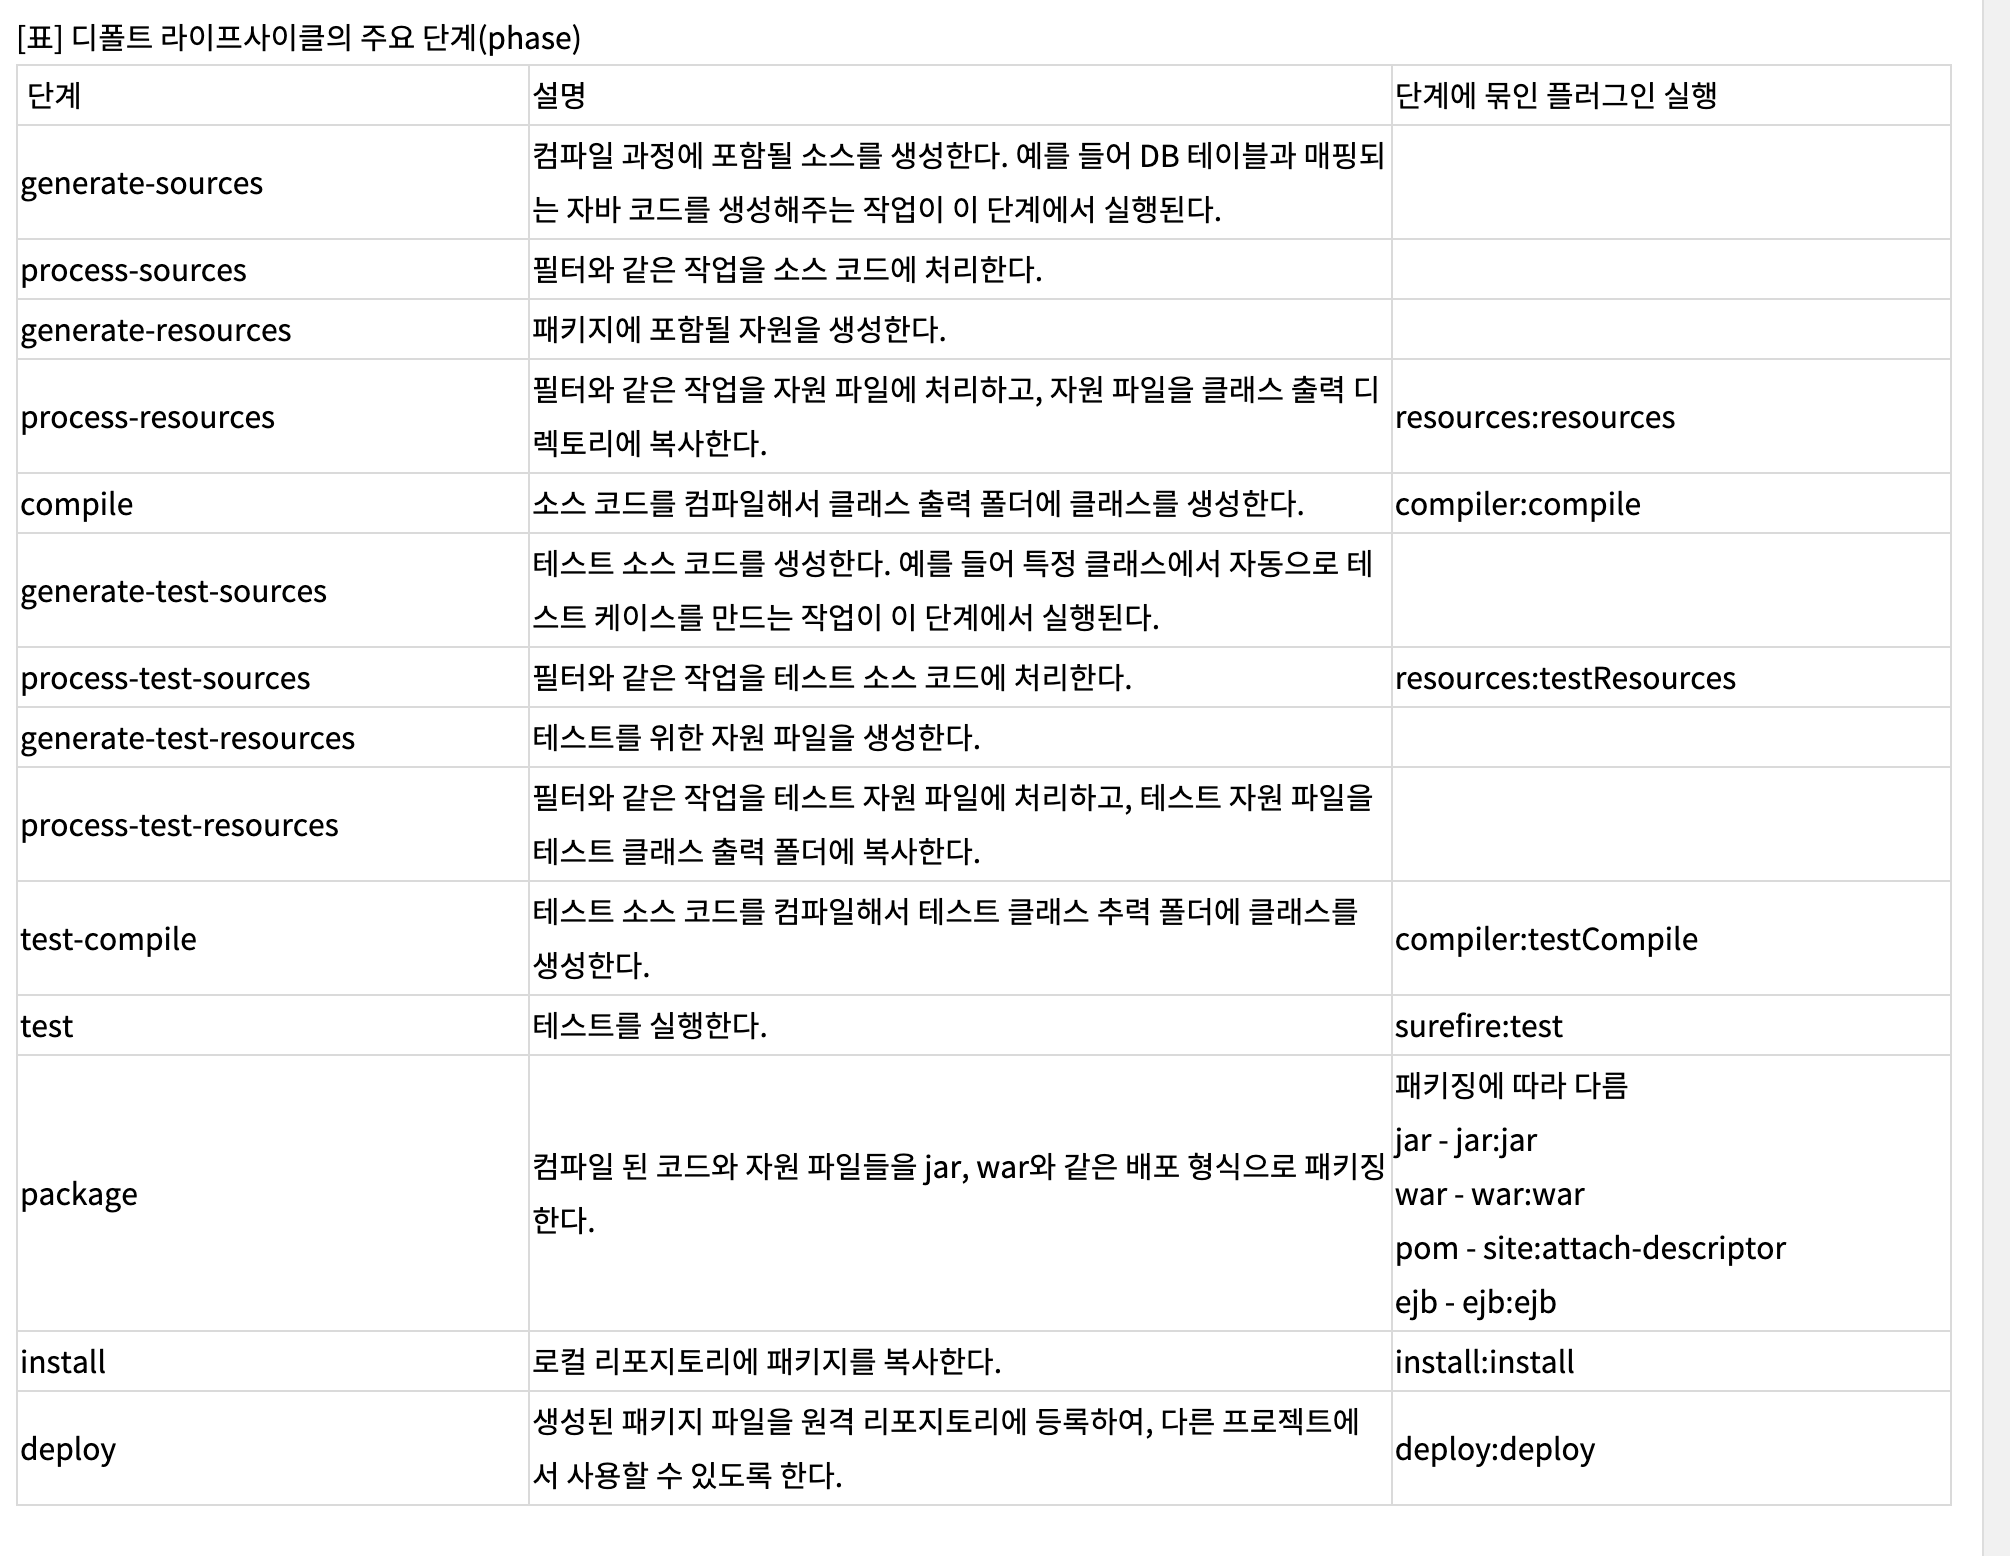 [표] 디폴트 라이프사이클의 주요 단계(phase)
단계 설명 단계에 묶인 플러그인 실행
generate-sources
컴파일 과정에 포함될 소스를 생성한다. 예를 들어 DB 테이블과 매핑되
는 자바 코드를 생성해주는 작업이 이 단계에서 실행된다.
process-sources
필터와 같은 작업을 소스 코드에 처리한다.
generate-resources
패키지에 포함될 자원을 생성한다.
process-resources
필터와 같은 작업을 자원 파일에 처리하고, 자원 파일을 클래스 출력 디
렉토리에 복사한다.
resources:resources
compile
소스 코드를 컴파일해서 클래스 출력 폴더에 클래스를 생성한다.
compiler:compile
generate-test-sources
테스트 소스 코드를 생성한다. 예를 들어 특정 클래스에서 자동으로 테
스트 케이스를 만드는 작업이 이 단계에서 실행된다.
process-test-sources
필터와 같은 작업을 테스트 소스 코드에 처리한다.
resources:testResources
generate-test-resources
테스트를 위한 자원 파일을 생성한다.
process-test-resources
필터와 같은 작업을 테스트 자원 파일에 처리하고, 테스트 자원 파일을
테스트 클래스 출력 폴더에 복사한다.
test-compile
테스트 소스 코드를 컴파일해서 테스트 클래스 추력 폴더에 클래스를
생성한다.
compiler:testCompile
test
테스트를 실행한다.
surefire:test
package
컴파일 된 코드와 자원 파일들을 jar, war와 같은 배포 형식으로 패키징
한다.
패키징에 따라 다름
jar - jar:jar
war - war:war
pom - site:attach-descriptor
ejb - ejb:ejb
install
로컬 리포지토리에 패키지를 복사한다.
install:install
deploy
생성된 패키지 파일을 원격 리포지토리에 등록하여, 다른 프로젝트에
서 사용할 수 있도록 한다.
deploy:deploy